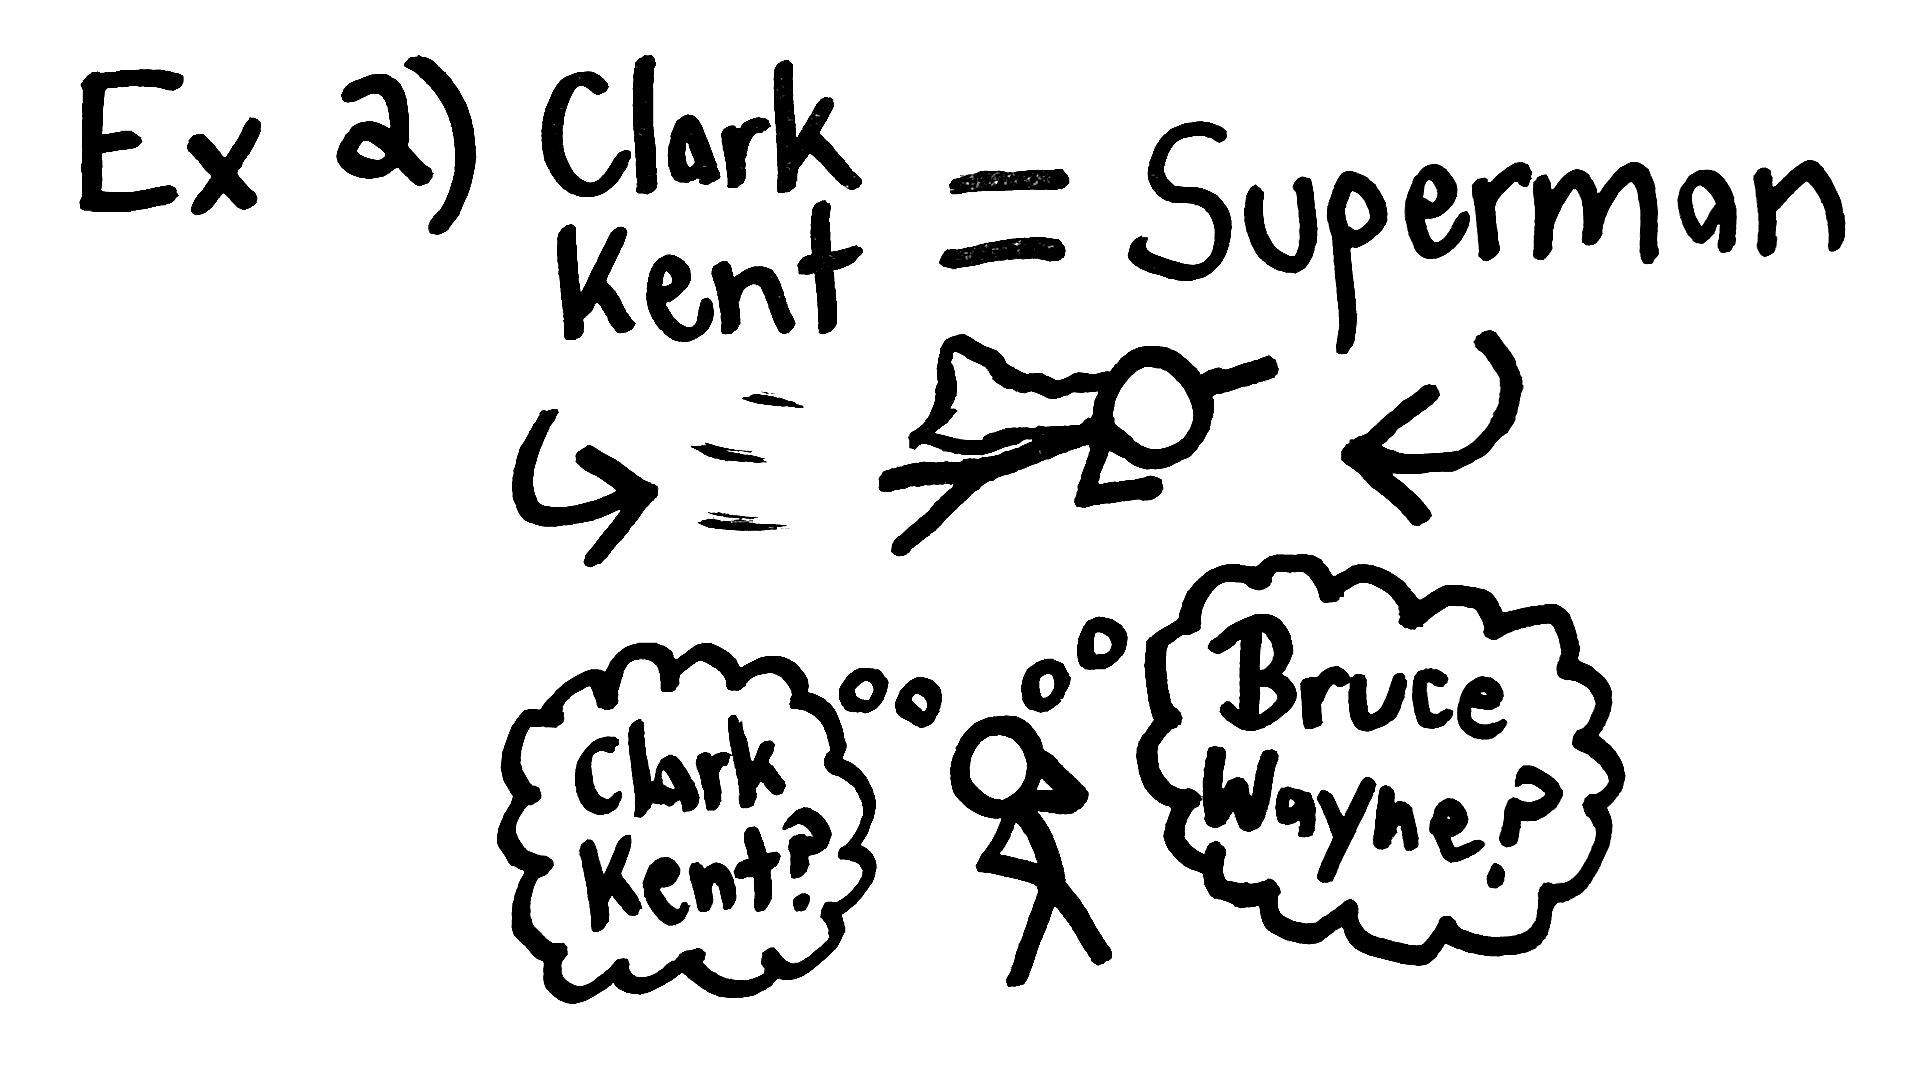 Ex 2) Clark
Kent = Superman
Clark
Kent?
Bruce
Wayne?